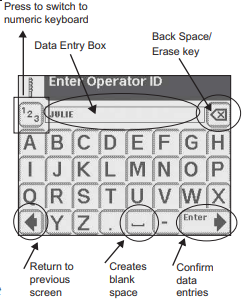 Press to switch to
numeric keyboard
Data Entry Box
Back Space/
Erase key
Enter Operator ID
123
JULIE
A B C D E F G H
I J K L M N O P
Q R S T U V W X
Y Z . - Enter
Return to
previous
screen
Creates
blank
space
Confirm
data
entries